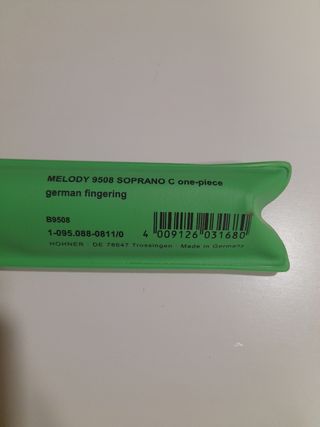 MELODY 9508 SOPRANO C one-piece
german fingering
B9508
1-095.088-0811/0
4 009126 031680
HOHNER · DE 78647 Trossingen · Made in Germany